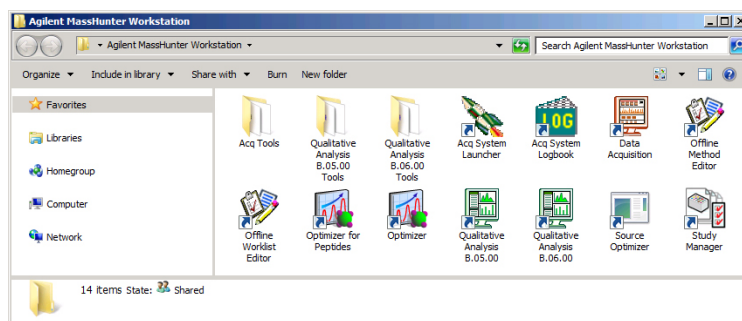 Agilent MassHunter Workstation
Agilent MassHunter Workstation
Search Agilent MassHunter Workstation
Organize Include in library Share with Burn New folder
Favorites
Libraries
Homegroup
Computer
Network
Acq Tools
Qualitative
Analysis
B.05.00
Tools
Qualitative
Analysis
B.06.00
Tools
Acq System
Launcher
LOG
Acq System
Logbook
Data
Acquisition
Offline
Method
Editor
Offline
Worklist
Editor
Optimizer for
Peptides
Optimizer
Qualitative
Analysis
B.05.00
Qualitative
Analysis
B.06.00
Source
Optimizer
Study
Manager
14 items State: Shared